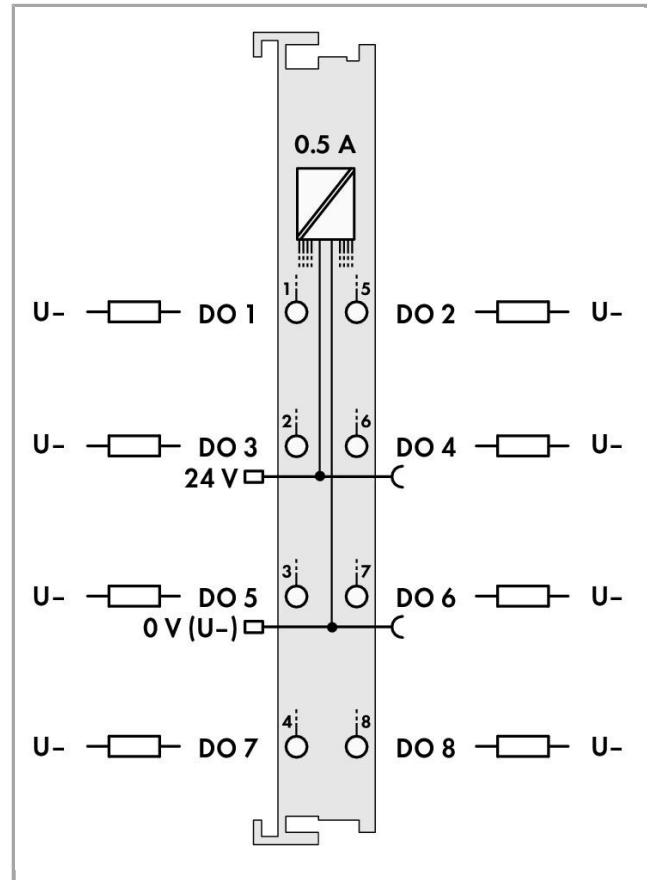 0.5 A
1 5
U– DO 1 DO 2 U–
2 6
U– DO 3 DO 4 U–
24 V
3 7
U– DO 5 DO 6 U–
0 V (U–)
4 8
U– DO 7 DO 8 U–